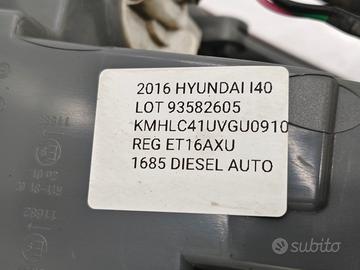 2016 HYUNDAI I40
LOT 93582605
KMHLC41UVGU0910
REG ET16AXU
1685 DIESEL AUTO
subito